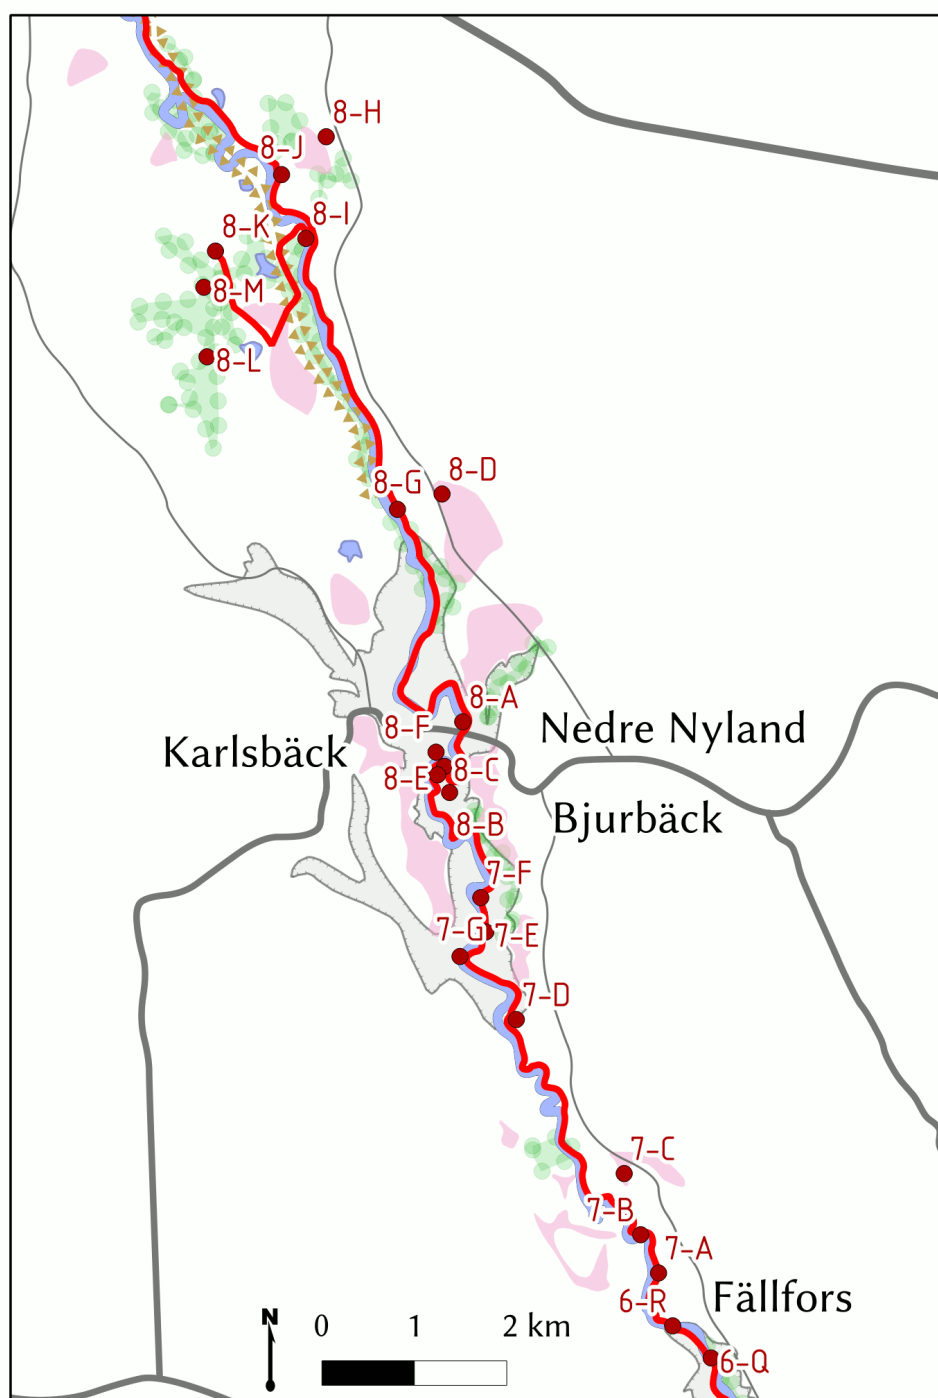 8-H
8-J
8-I
8-K
8-M
8-L
8-D
8-G
8-A
8-F
Nedre Nyland
Karlsbäck
8-C
8-E
Bjurbäck
8-B
7-F
7-G
7-E
7-D
7-C
7-B
7-A
Fällfors
6-R
N
0 1 2 km
6-Q